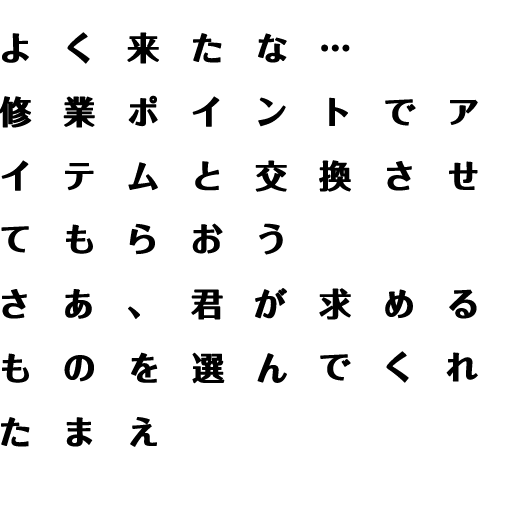 よく来たな…
修業ポイントでア
イテムと交換させ
てもらおう
さあ、君が求める
ものを選んでくれ
たまえ